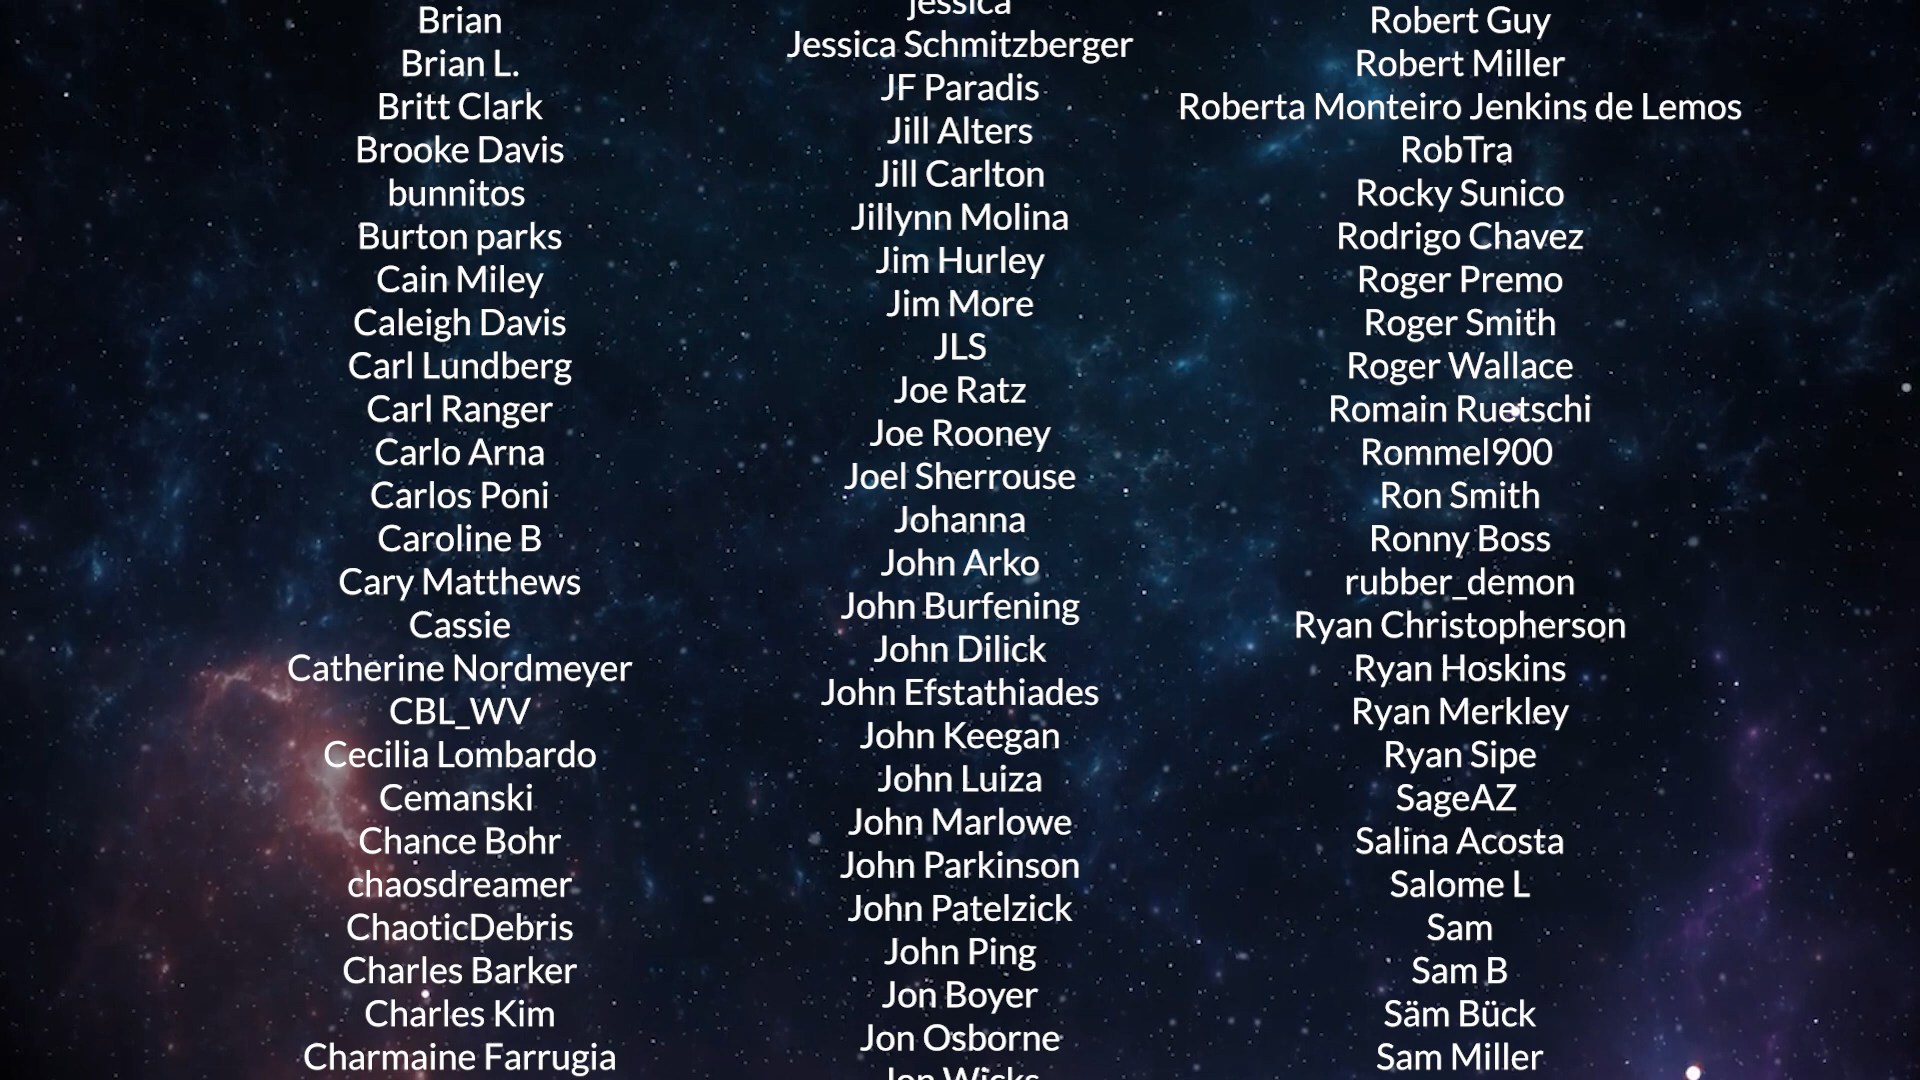 Brian
Brian L.
Britt Clark
Brooke Davis
bunnitos
Burton parks
Cain Miley
Caleigh Davis
Carl Lundberg
Carl Ranger
Carlo Arna
Carlos Poni
Caroline B
Cary Matthews
Cassie
Catherine Nordmeyer
CBL_WV
Cecilia Lombardo
Cemanski
Chance Bohr
chaosdreamer
ChaoticDebris
Charles Barker
Charles Kim
Charmaine Farrugia
Jessica
Jessica Schmitzberger
JF Paradis
Jill Alters
Jill Carlton
Jillynn Molina
Jim Hurley
Jim More
JLS
Joe Ratz
Joe Rooney
Joel Sherrouse
Johanna
John Arko
John Burfening
John Dilick
John Efstathiades
John Keegan
John Luiza
John Marlowe
John Parkinson
John Patelzick
John Ping
Jon Boyer
Jon Osborne
Jon Wicks
Robert Guy
Robert Miller
Roberta Monteiro Jenkins de Lemos
RobTra
Rocky Sunico
Rodrigo Chavez
Roger Premo
Roger Smith
Roger Wallace
Romain Ruetschi
Rommel900
Ron Smith
Ronny Boss
rubber_demon
Ryan Christopherson
Ryan Hoskins
Ryan Merkley
Ryan Sipe
SageAZ
Salina Acosta
Salome L
Sam
Sam B
Säm Bück
Sam Miller